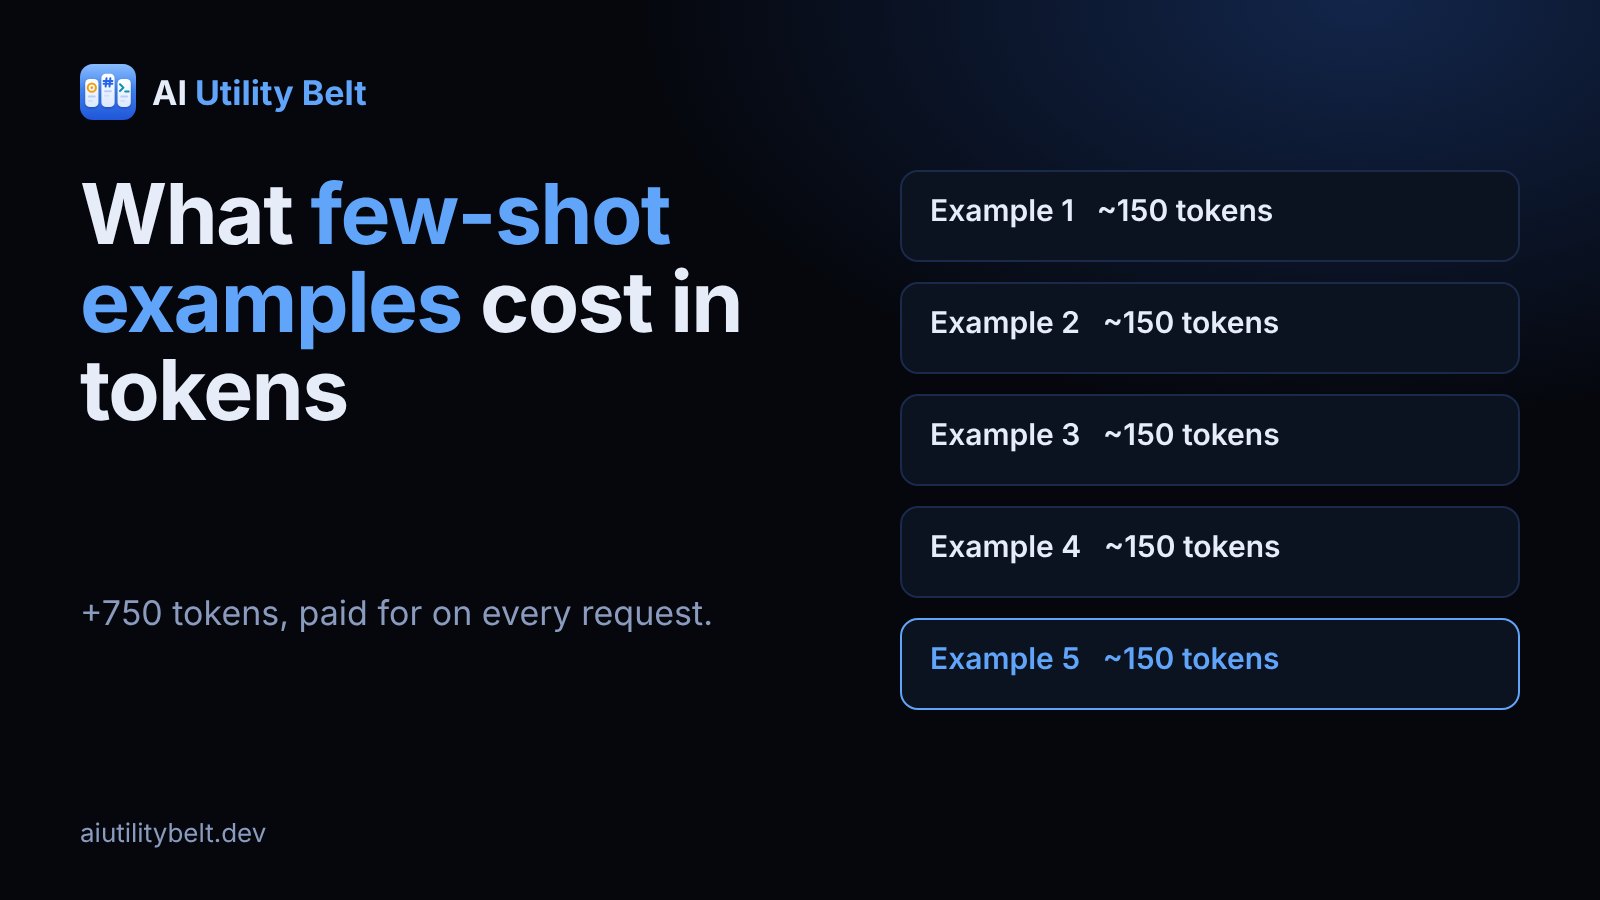 AI Utility Belt
What few-shot
examples cost in
tokens
+750 tokens, paid for on every request.
aiutilitybelt.dev
Example 1 ~150 tokens
Example 2 ~150 tokens
Example 3 ~150 tokens
Example 4 ~150 tokens
Example 5 ~150 tokens